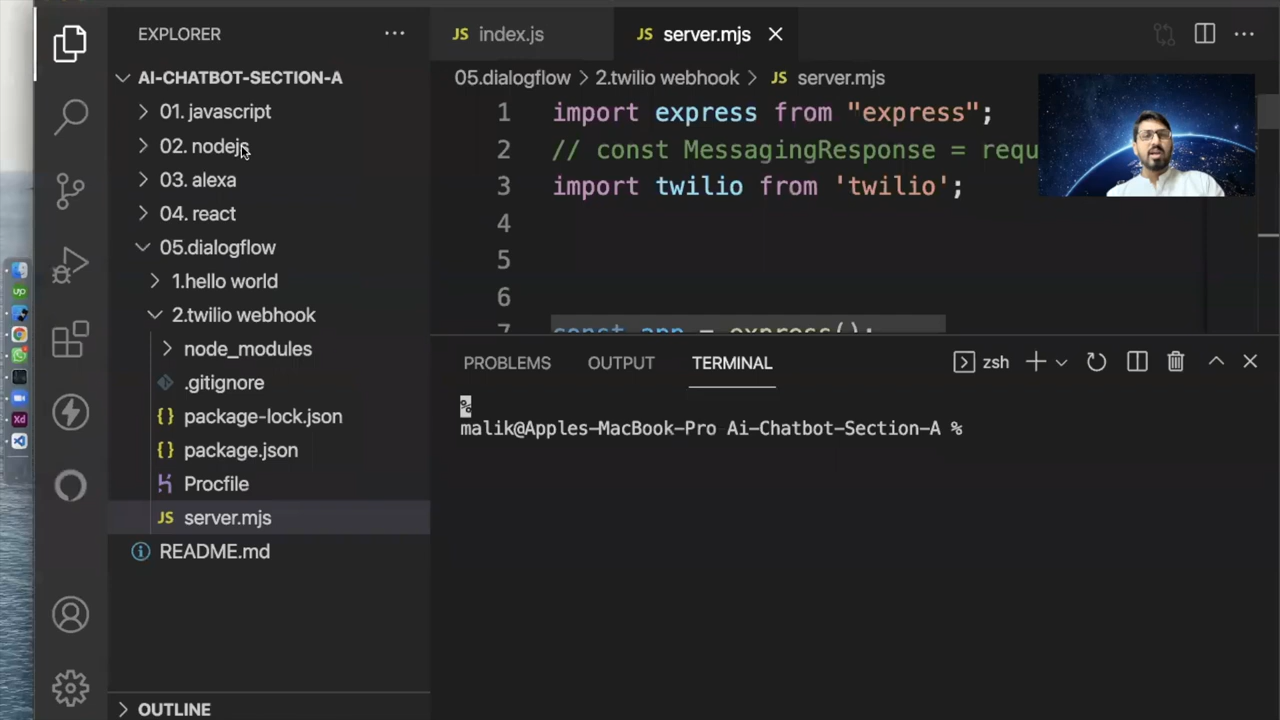 EXPLORER
AI-CHATBOT-SECTION-A
01. javascript
02. nodejs
03. alexa
04. react
05.dialogflow
1.hello world
2.twilio webhook
node_modules
.gitignore
{} package-lock.json
{} package.json
Procfile
JS server.mjs
README.md
OUTLINE
JS index.js
JS server.mjs
05.dialogflow > 2.twilio webhook > JS server.mjs
1 import express from "express";
2 // const MessagingResponse = requ
3 import twilio from 'twilio';
4
5
6
7 const app = express();
PROBLEMS OUTPUT TERMINAL
zsh
%
malik@Apples-MacBook-Pro Ai-Chatbot-Section-A %
up
Xd